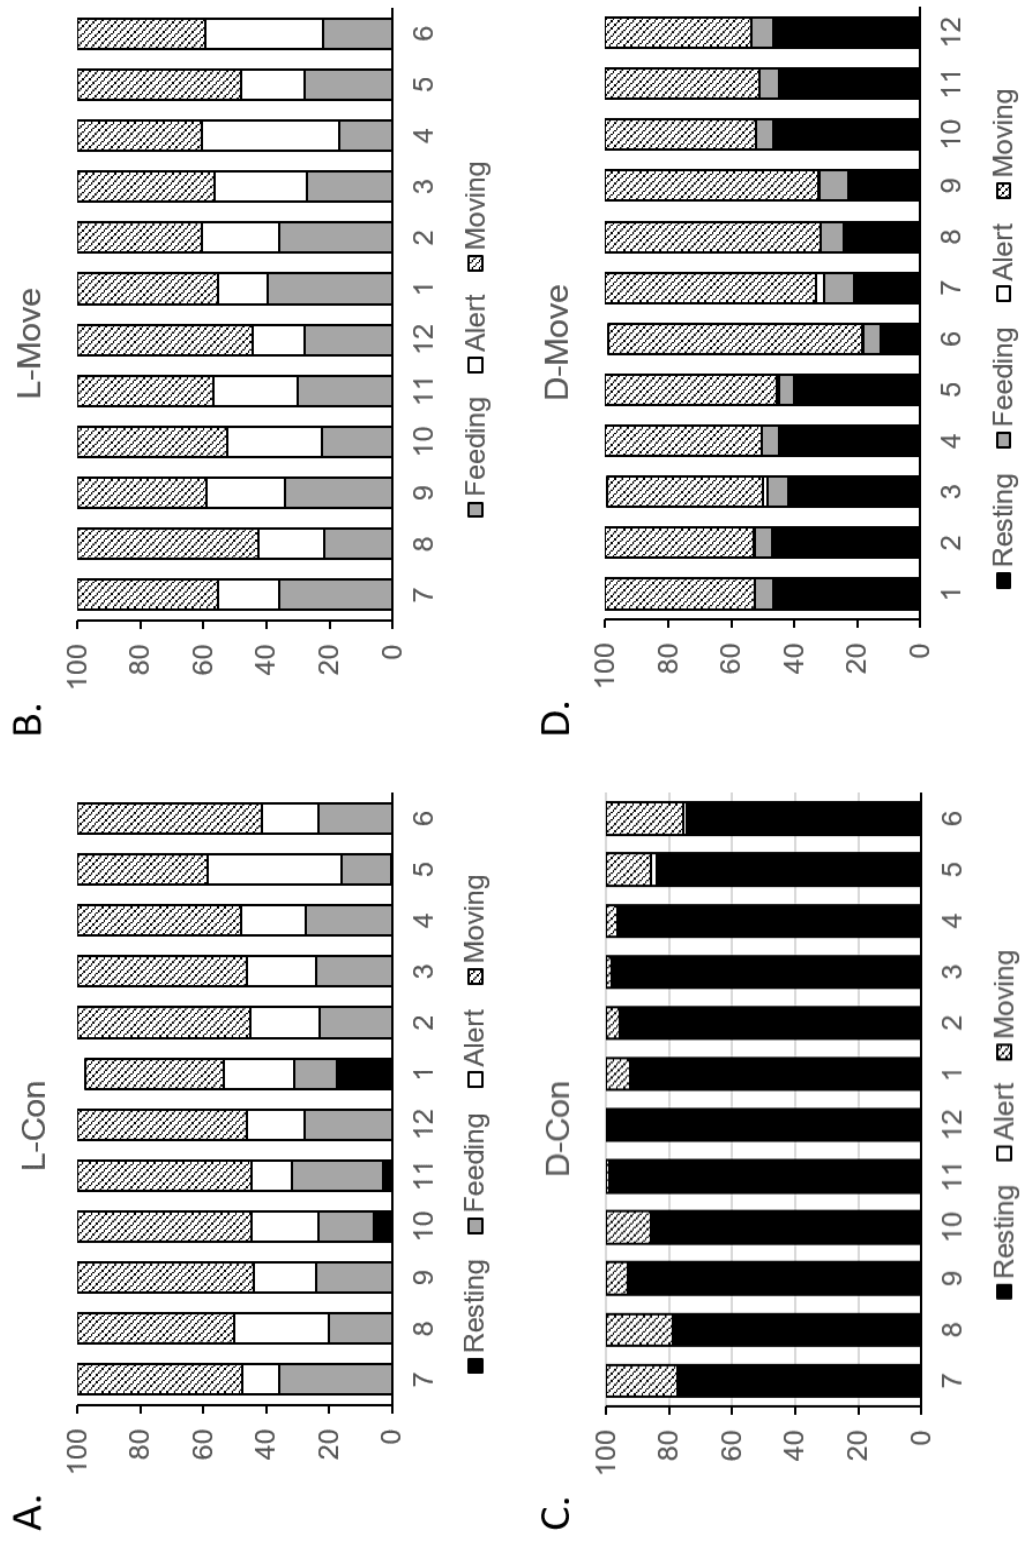 A.
L-Con
100
80
60
40
20
0
7 8 9 10 11 12 1 2 3 4 5 6
Resting Feeding Alert Moving
B.
L-Move
100
80
60
40
20
0
7 8 9 10 11 12 1 2 3 4 5 6
Feeding Alert Moving
C.
D-Con
100
80
60
40
20
0
7 8 9 10 11 12 1 2 3 4 5 6
Resting Alert Moving
D.
D-Move
100
80
60
40
20
0
1 2 3 4 5 6 7 8 9 10 11 12
Resting Feeding Alert Moving